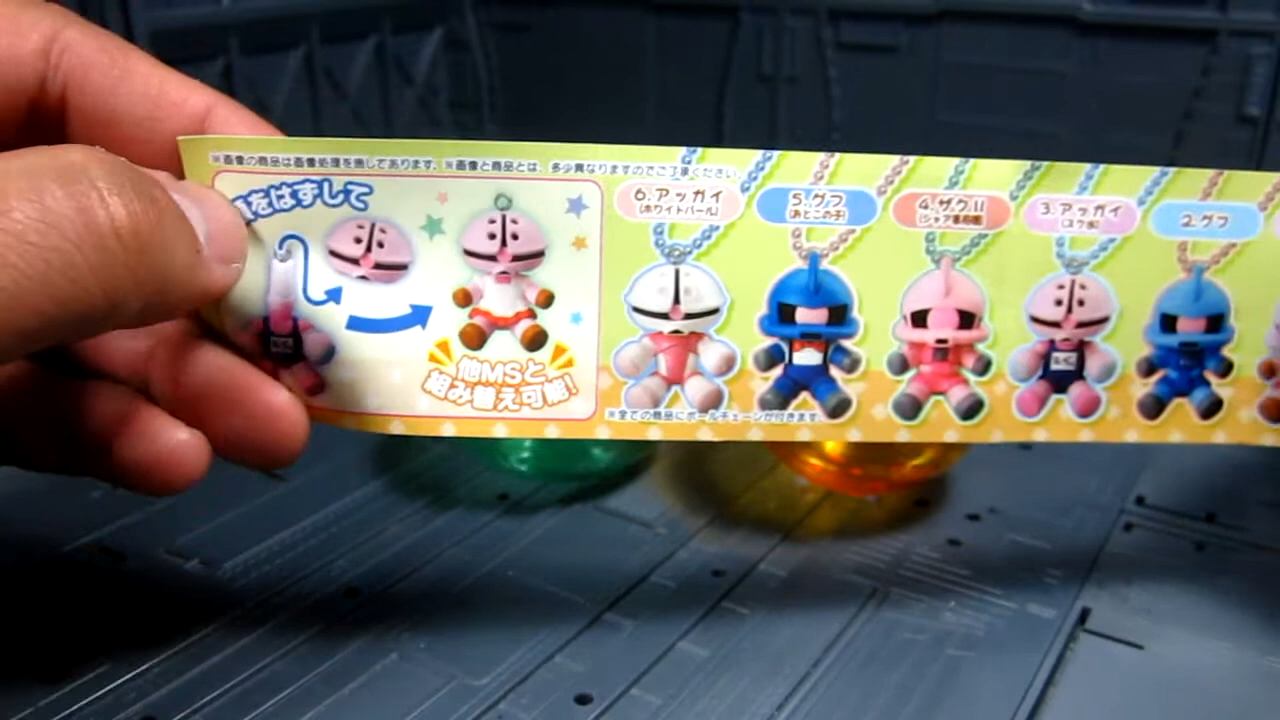 ※画像の商品は画像処理を施してあります。※画像と商品とは、多少異なりますのでご了承ください。
をはずして
他MSと
組み替え可能!
6.アッガイ
(ホワイトパール)
5.グフ
(おとこの子)
4.ザクII
(シャア専用機)
3.アッガイ
(スク水)
2.グフ
※全ての商品にボールチェーンが付きます。